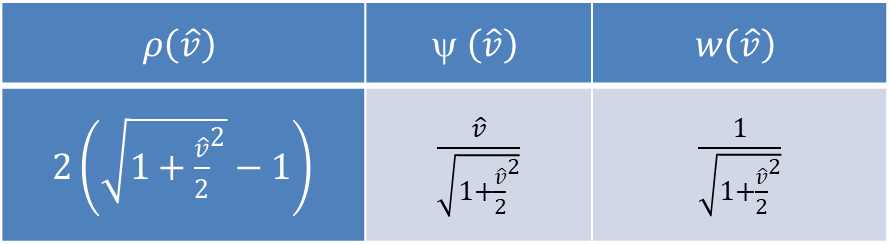 ρ(v̂) ψ (v̂) w(v̂)
2(√(1 + v̂²/2) − 1) v̂/√(1+v̂²/2) 1/√(1+v̂²/2)